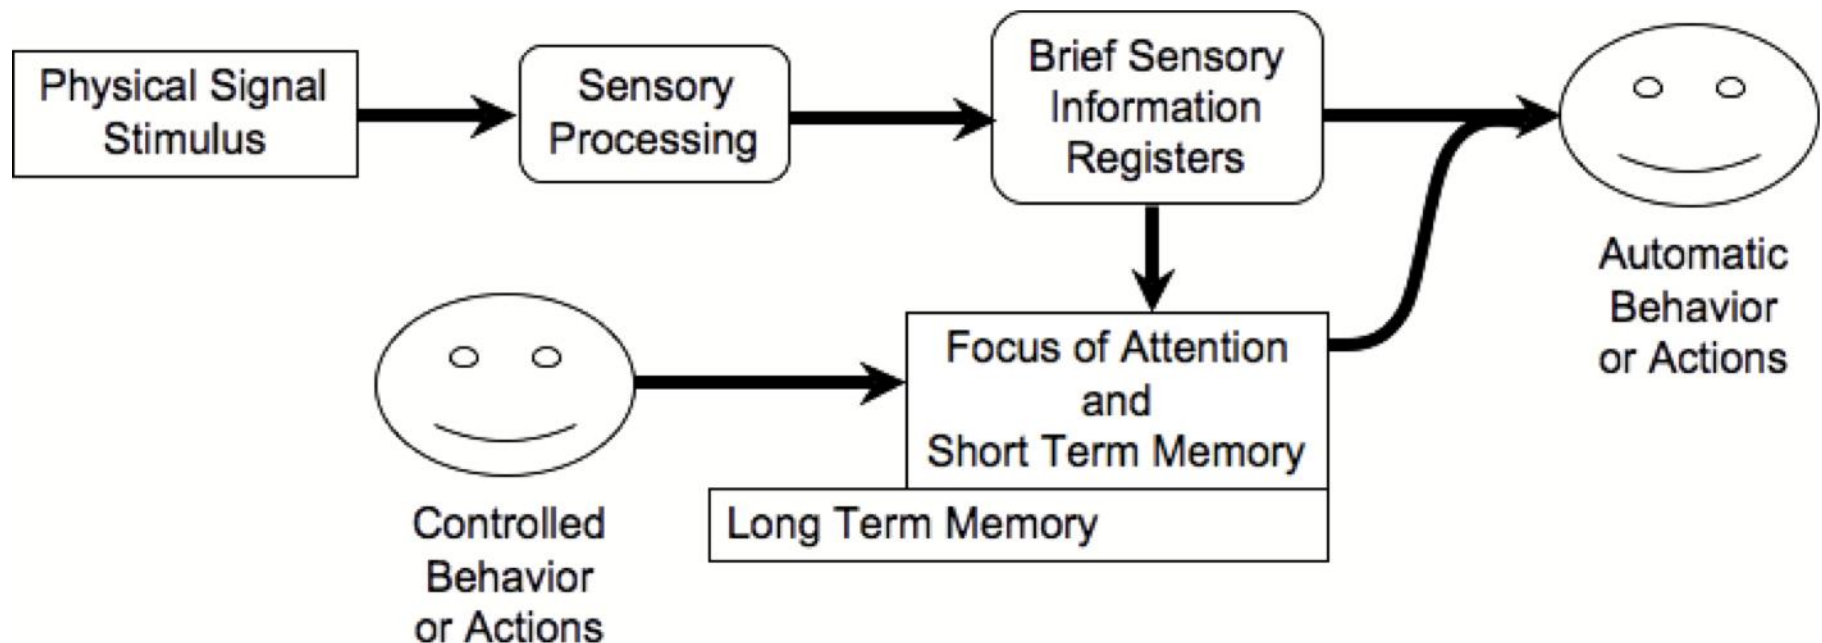 Physical Signal
Stimulus
Sensory
Processing
Brief Sensory
Information
Registers
Automatic
Behavior
or Actions
Focus of Attention
and
Short Term Memory
Long Term Memory
Controlled
Behavior
or Actions